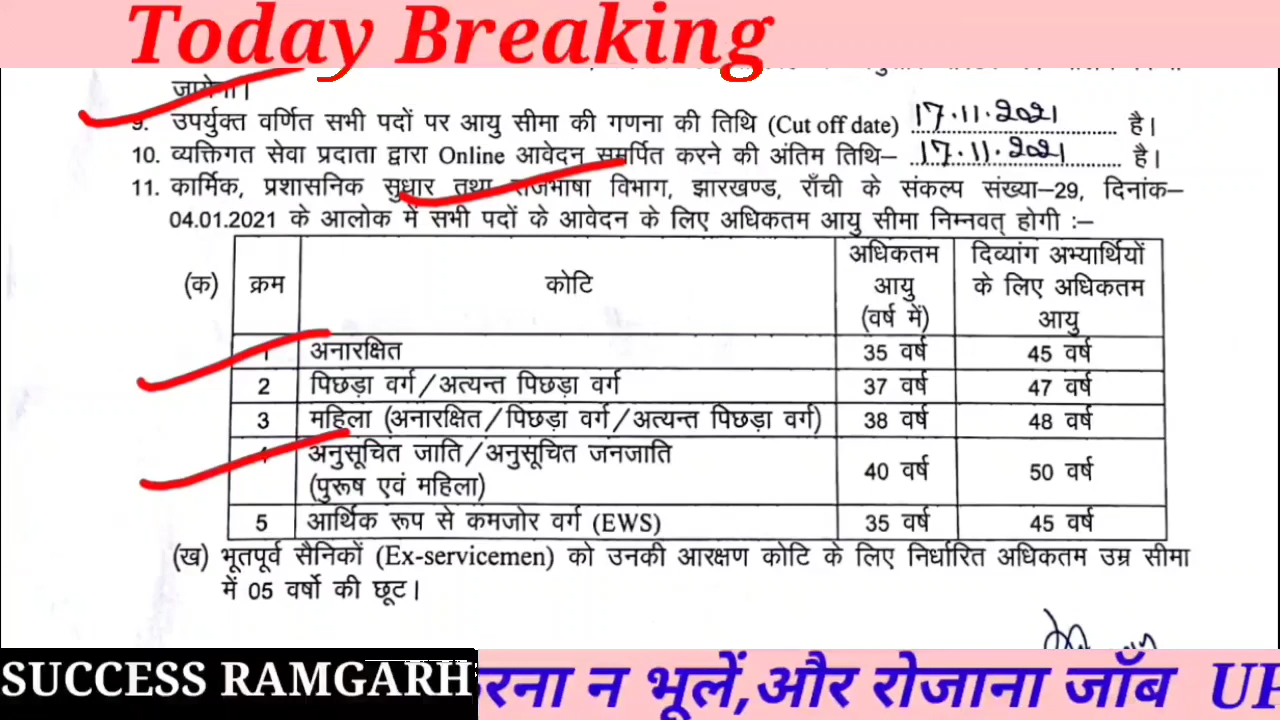 Today Breaking
जायेगा।
9. उपर्युक्त वर्णित सभी पदों पर आयु सीमा की गणना की तिथि (Cut off date) 17.11.2021 है।
10. व्यक्तिगत सेवा प्रदाता द्वारा Online आवेदन समर्पित करने की अंतिम तिथि– 17.11.2021 है।
11. कार्मिक, प्रशासनिक सुधार तथा राजभाषा विभाग, झारखण्ड, राँची के संकल्प संख्या–29, दिनांक–
04.01.2021 के आलोक में सभी पदों के आवेदन के लिए अधिकतम आयु सीमा निम्नवत् होगी :–
(क) क्रम कोटि अधिकतम आयु (वर्ष में) दिव्यांग अभ्यार्थियों के लिए अधिकतम आयु
1 अनारक्षित 35 वर्ष 45 वर्ष
2 पिछड़ा वर्ग/अत्यन्त पिछड़ा वर्ग 37 वर्ष 47 वर्ष
3 महिला (अनारक्षित/पिछड़ा वर्ग/अत्यन्त पिछड़ा वर्ग) 38 वर्ष 48 वर्ष
4 अनुसूचित जाति/अनुसूचित जनजाति 40 वर्ष 50 वर्ष
(पुरूष एवं महिला)
5 आर्थिक रूप से कमजोर वर्ग (EWS) 35 वर्ष 45 वर्ष
(ख) भूतपूर्व सैनिकों (Ex-servicemen) को उनकी आरक्षण कोटि के लिए निर्धारित अधिकतम उम्र सीमा
में 05 वर्षो की छूट।
SUCCESS RAMGARH रना न भूलें,और रोजाना जॉब UP